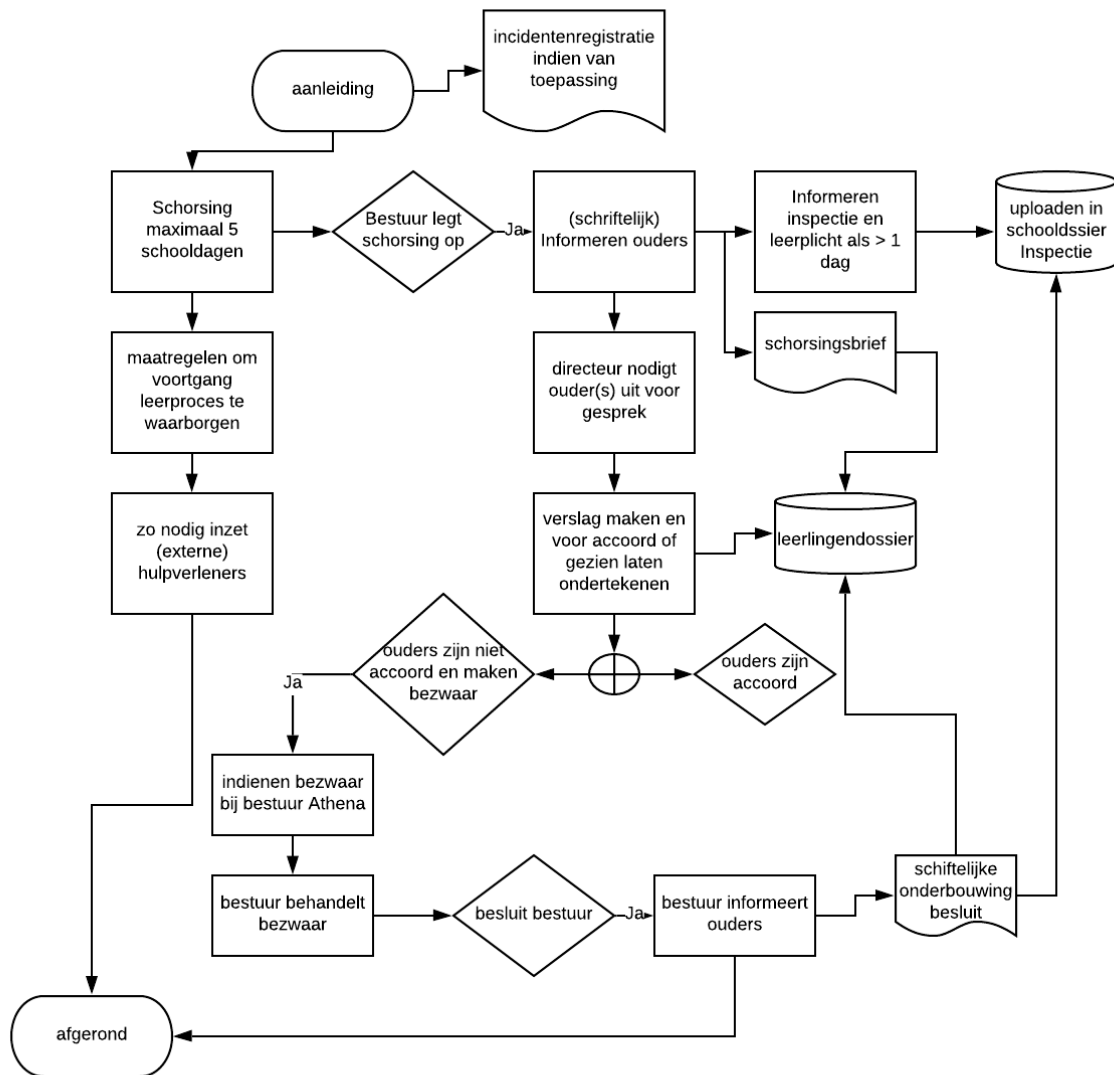 incidentenregistratie
indien van
toepassing
aanleiding
Schorsing
maximaal 5
schooldagen
Bestuur legt
schorsing op
Ja
(schriftelijk)
Informeren ouders
Informeren
inspectie en
leerplicht als > 1
dag
uploaden in
schooldssier
Inspectie
maatregelen om
voortgang
leerproces te
waarborgen
directeur nodigt
ouder(s) uit voor
gesprek
schorsingsbrief
zo nodig inzet
(externe)
hulpverleners
verslag maken en
voor accoord of
gezien laten
ondertekenen
leerlingendossier
ouders zijn niet
accoord en maken
bezwaar
ouders zijn
accoord
Ja
indienen bezwaar
bij bestuur Athena
bestuur behandelt
bezwaar
besluit bestuur
Ja
bestuur informeert
ouders
schiftelijke
onderbouwing
besluit
afgerond